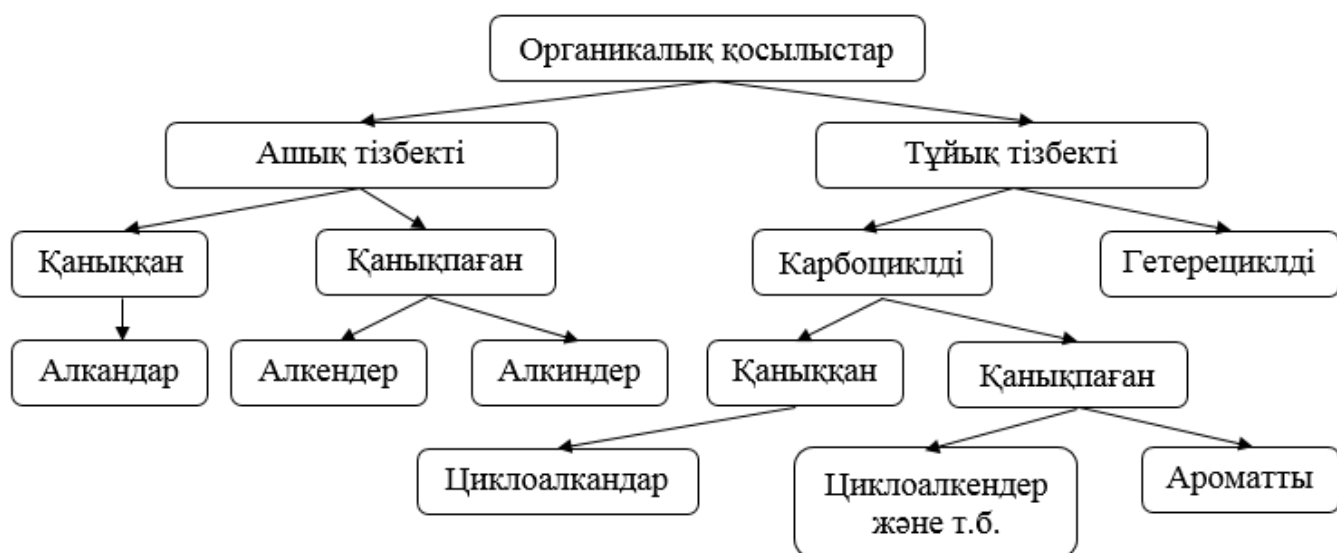 Органикалық қосылыстар
Ашық тізбекті
Тұйық тізбекті
Қаныққан
Қанықпаған
Карбоциклді
Гетерециклді
Алкандар
Алкендер
Алкиндер
Қаныққан
Қанықпаған
Циклоалкандар
Циклоалкендер
және т.б.
Ароматты